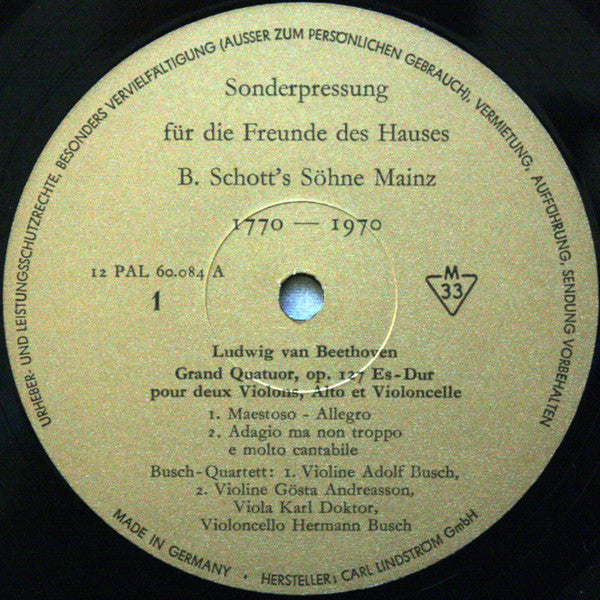 URHEBER- UND LEISTUNGSSCHUTZRECHTE, BESONDERS VERVIELFÄLTIGUNG (AUSSER ZUM PERSÖNLICHEN GEBRAUCH), VERMIETUNG, AUFFÜHRUNG, SENDUNG VORBEHALTEN
Sonderpressung
für die Freunde des Hauses
B. Schott's Söhne Mainz
1770 — 1970
12 PAL 60.084 A
1
M
33
Ludwig van Beethoven
Grand Quatuor, op. 127 Es-Dur
pour deux Violons, Alto et Violoncelle
1. Maestoso - Allegro
2. Adagio ma non troppo
e molto cantabile
Busch-Quartett: 1. Violine Adolf Busch,
2. Violine Gösta Andreasson,
Viola Karl Doktor,
Violoncello Hermann Busch
MADE IN GERMANY • HERSTELLER: CARL LINDSTRÖM GmbH